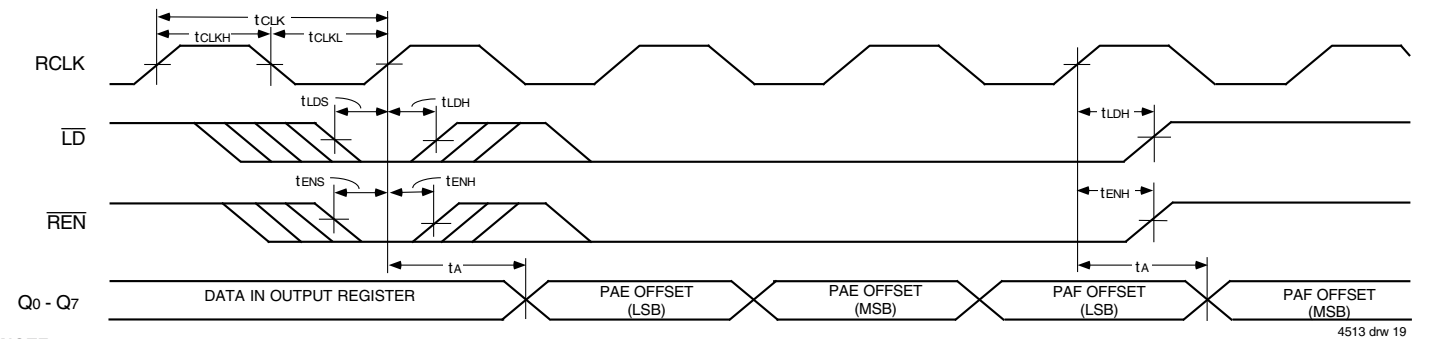 tCLK
tCLKH
tCLKL
RCLK
tLDS
tLDH
tLDH
LD
tENS
tENH
tENH
REN
tA
tA
Q0 - Q7
DATA IN OUTPUT REGISTER
PAE OFFSET
(LSB)
PAE OFFSET
(MSB)
PAF OFFSET
(LSB)
PAF OFFSET
(MSB)
4513 drw 19